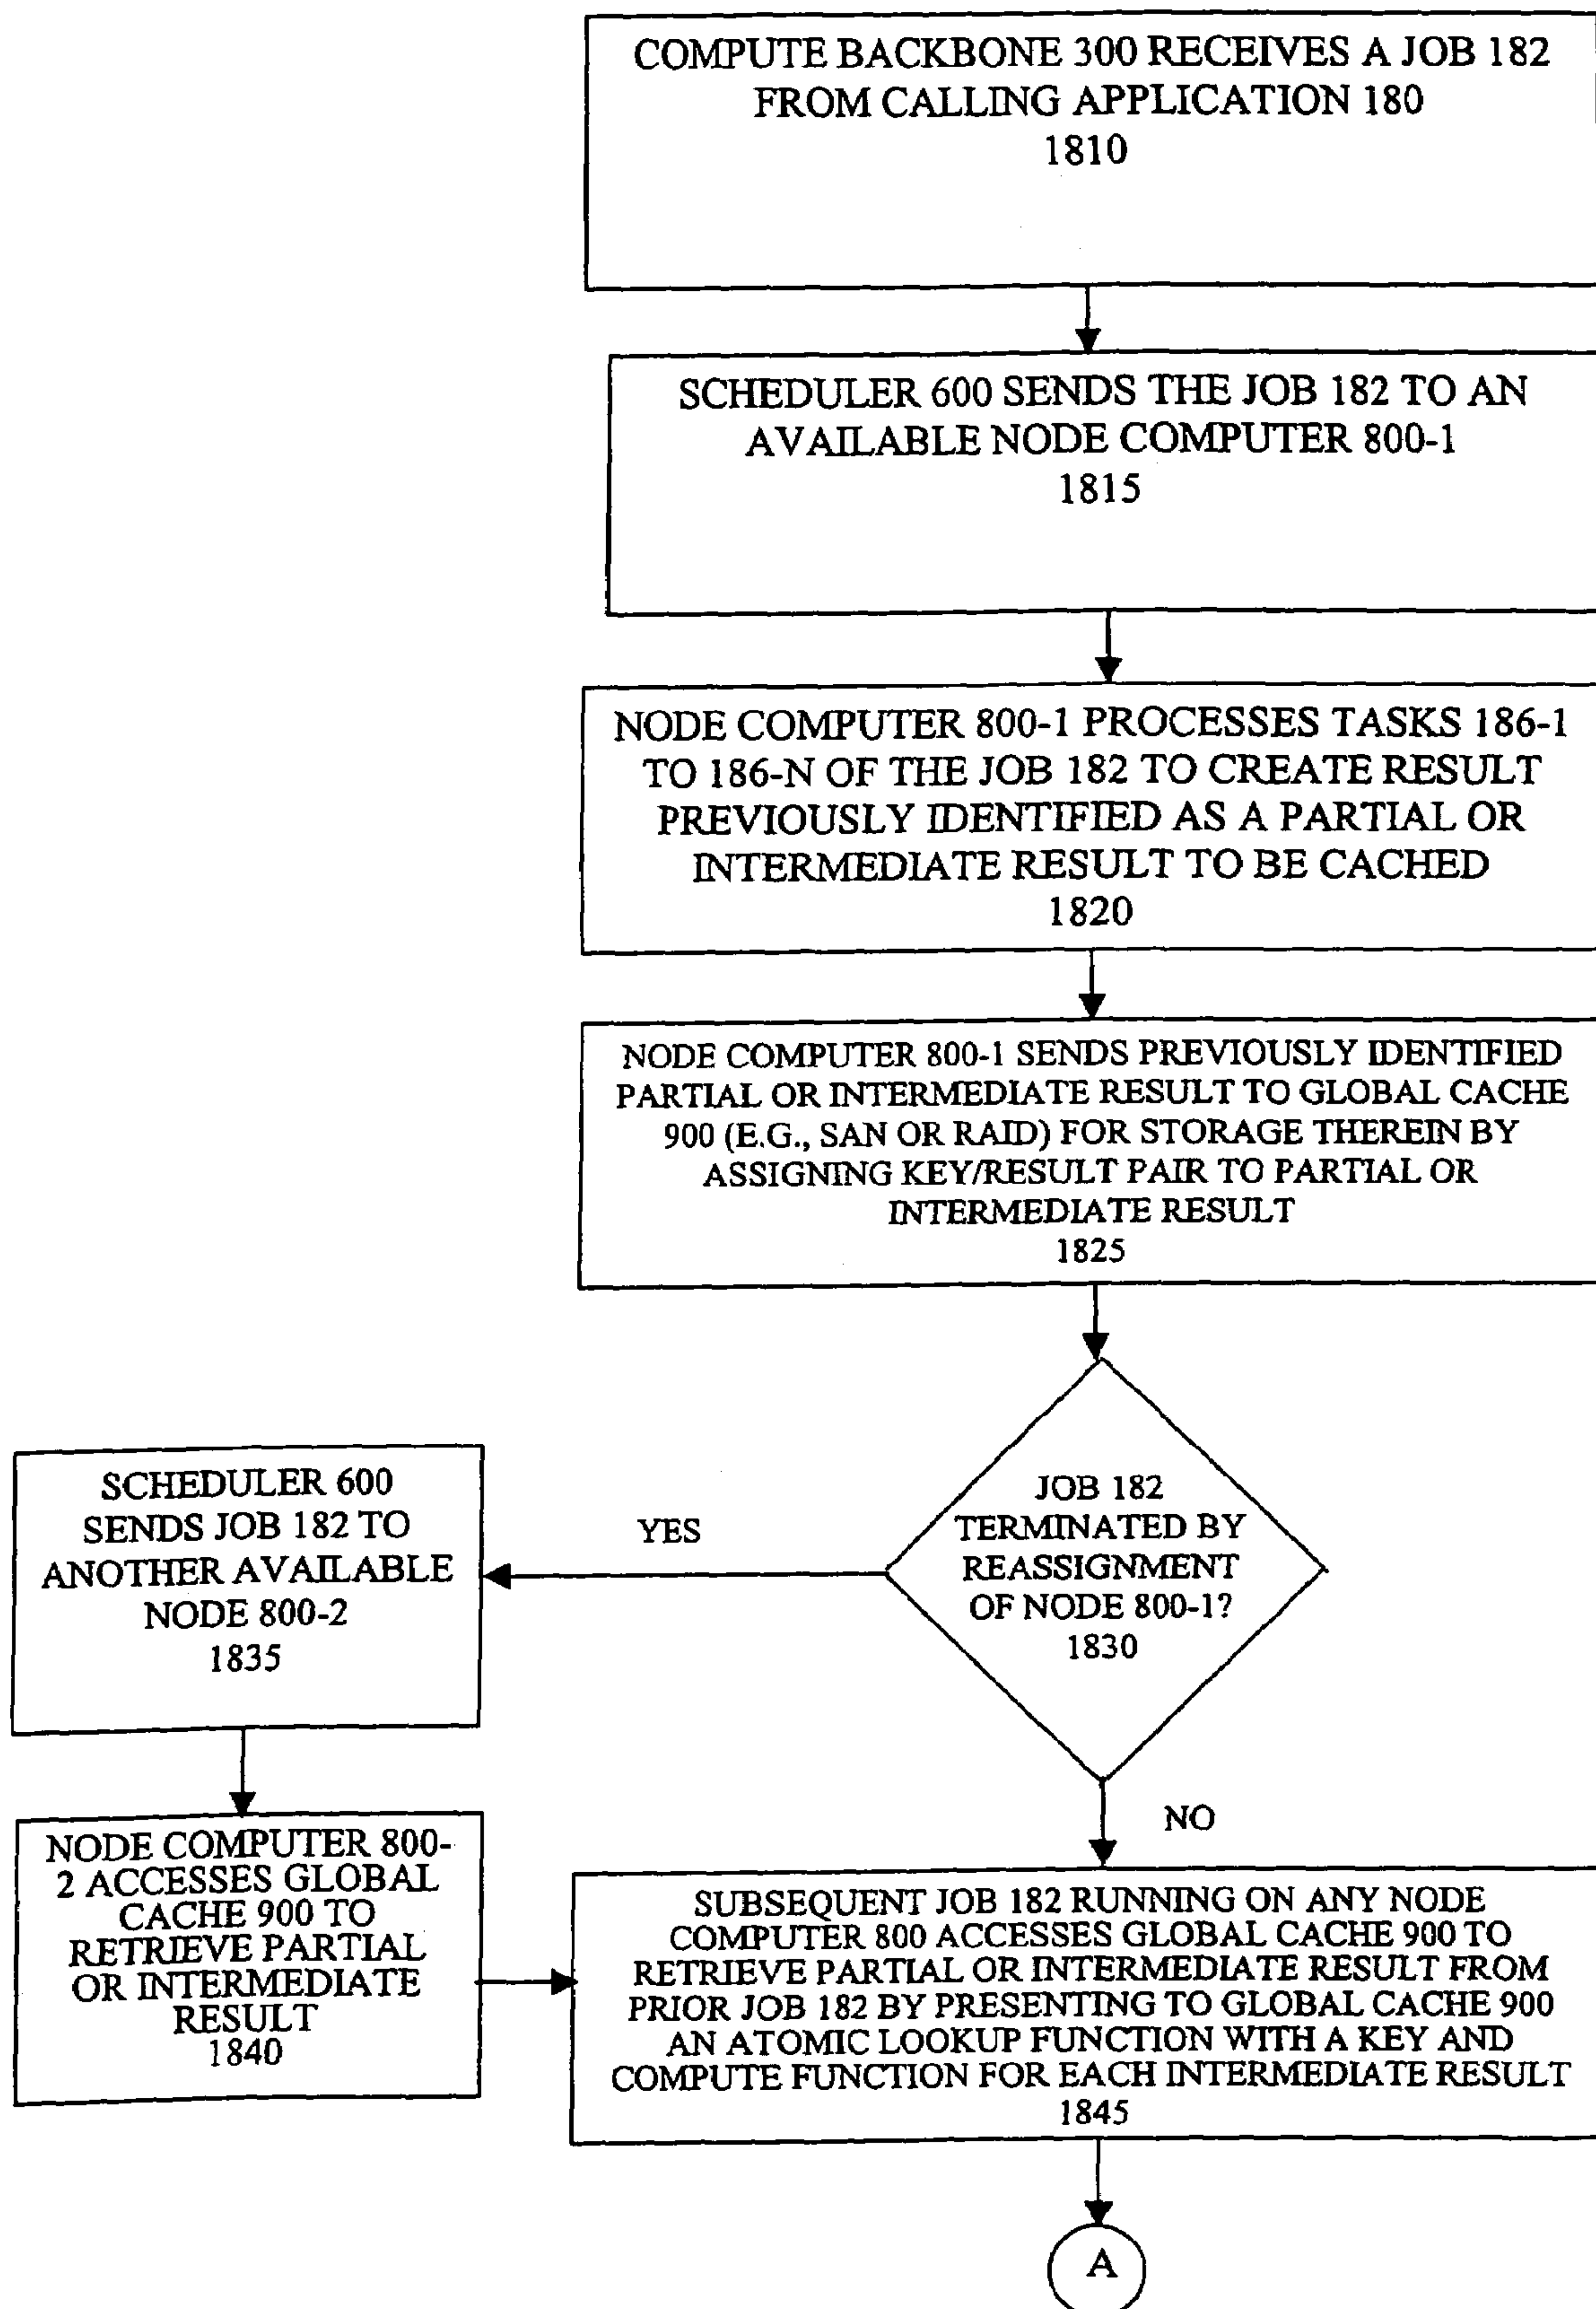 COMPUTE BACKBONE 300 RECEIVES A JOB 182
FROM CALLING APPLICATION 180
1810
SCHEDULER 600 SENDS THE JOB 182 TO AN
AVAILABLE NODE COMPUTER 800-1
1815
NODE COMPUTER 800-1 PROCESSES TASKS 186-1
TO 186-N OF THE JOB 182 TO CREATE RESULT
PREVIOUSLY IDENTIFIED AS A PARTIAL OR
INTERMEDIATE RESULT TO BE CACHED
1820
NODE COMPUTER 800-1 SENDS PREVIOUSLY IDENTIFIED
PARTIAL OR INTERMEDIATE RESULT TO GLOBAL CACHE
900 (E.G., SAN OR RAID) FOR STORAGE THEREIN BY
ASSIGNING KEY/RESULT PAIR TO PARTIAL OR
INTERMEDIATE RESULT
1825
JOB 182
TERMINATED BY
REASSIGNMENT
OF NODE 800-1?
1830
YES
SCHEDULER 600
SENDS JOB 182 TO
ANOTHER AVAILABLE
NODE 800-2
1835
NODE COMPUTER 800-
2 ACCESSES GLOBAL
CACHE 900 TO
RETRIEVE PARTIAL
OR INTERMEDIATE
RESULT
1840
NO
SUBSEQUENT JOB 182 RUNNING ON ANY NODE
COMPUTER 800 ACCESSES GLOBAL CACHE 900 TO
RETRIEVE PARTIAL OR INTERMEDIATE RESULT FROM
PRIOR JOB 182 BY PRESENTING TO GLOBAL CACHE 900
AN ATOMIC LOOKUP FUNCTION WITH A KEY AND
COMPUTE FUNCTION FOR EACH INTERMEDIATE RESULT
1845
A